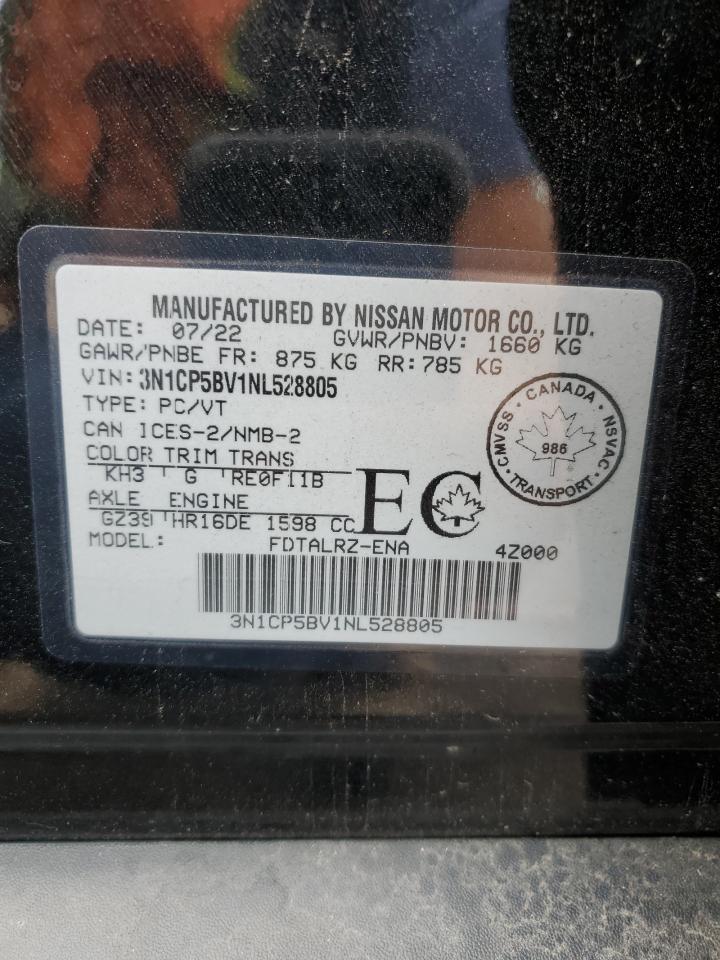 MANUFACTURED BY NISSAN MOTOR CO., LTD.
DATE: 07/22 GVWR/PNBV: 1660 KG
GAWR/PNBE FR: 875 KG RR: 785 KG
VIN: 3N1CP5BV1NL528805
TYPE: PC/VT
CAN ICES-2/NMB-2
COLOR TRIM TRANS
KH3 G RE0F11B
AXLE ENGINE
GZ39 HR16DE 1598 CC
MODEL: FDTALRZ-ENA 4Z000
3N1CP5BV1NL528805
EC
CANADA
CMVSS · NSVAC
986
TRANSPORT